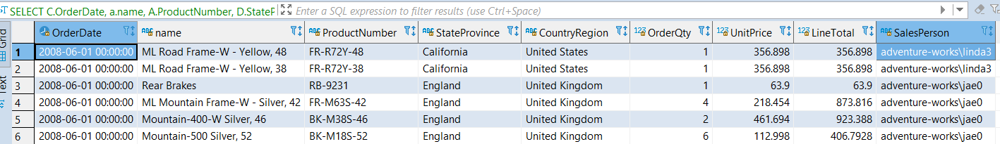 SELECT C.OrderDate, a.name, A.ProductNumber, D.StateP Enter a SQL expression to filter results (use Ctrl+Space)
Grid
Text
OrderDate name ProductNumber StateProvince CountryRegion 123 OrderQty 123 UnitPrice 123 LineTotal SalesPerson
1 2008-06-01 00:00:00 ML Road Frame-W - Yellow, 48 FR-R72Y-48 California United States 1 356.898 356.898 adventure-works\linda3
2 2008-06-01 00:00:00 ML Road Frame-W - Yellow, 38 FR-R72Y-38 California United States 1 356.898 356.898 adventure-works\linda3
3 2008-06-01 00:00:00 Rear Brakes RB-9231 England United Kingdom 1 63.9 63.9 adventure-works\jae0
4 2008-06-01 00:00:00 ML Mountain Frame-W - Silver, 42 FR-M63S-42 England United Kingdom 4 218.454 873.816 adventure-works\jae0
5 2008-06-01 00:00:00 Mountain-400-W Silver, 46 BK-M38S-46 England United Kingdom 2 461.694 923.388 adventure-works\jae0
6 2008-06-01 00:00:00 Mountain-500 Silver, 52 BK-M18S-52 England United Kingdom 6 112.998 406.7928 adventure-works\jae0